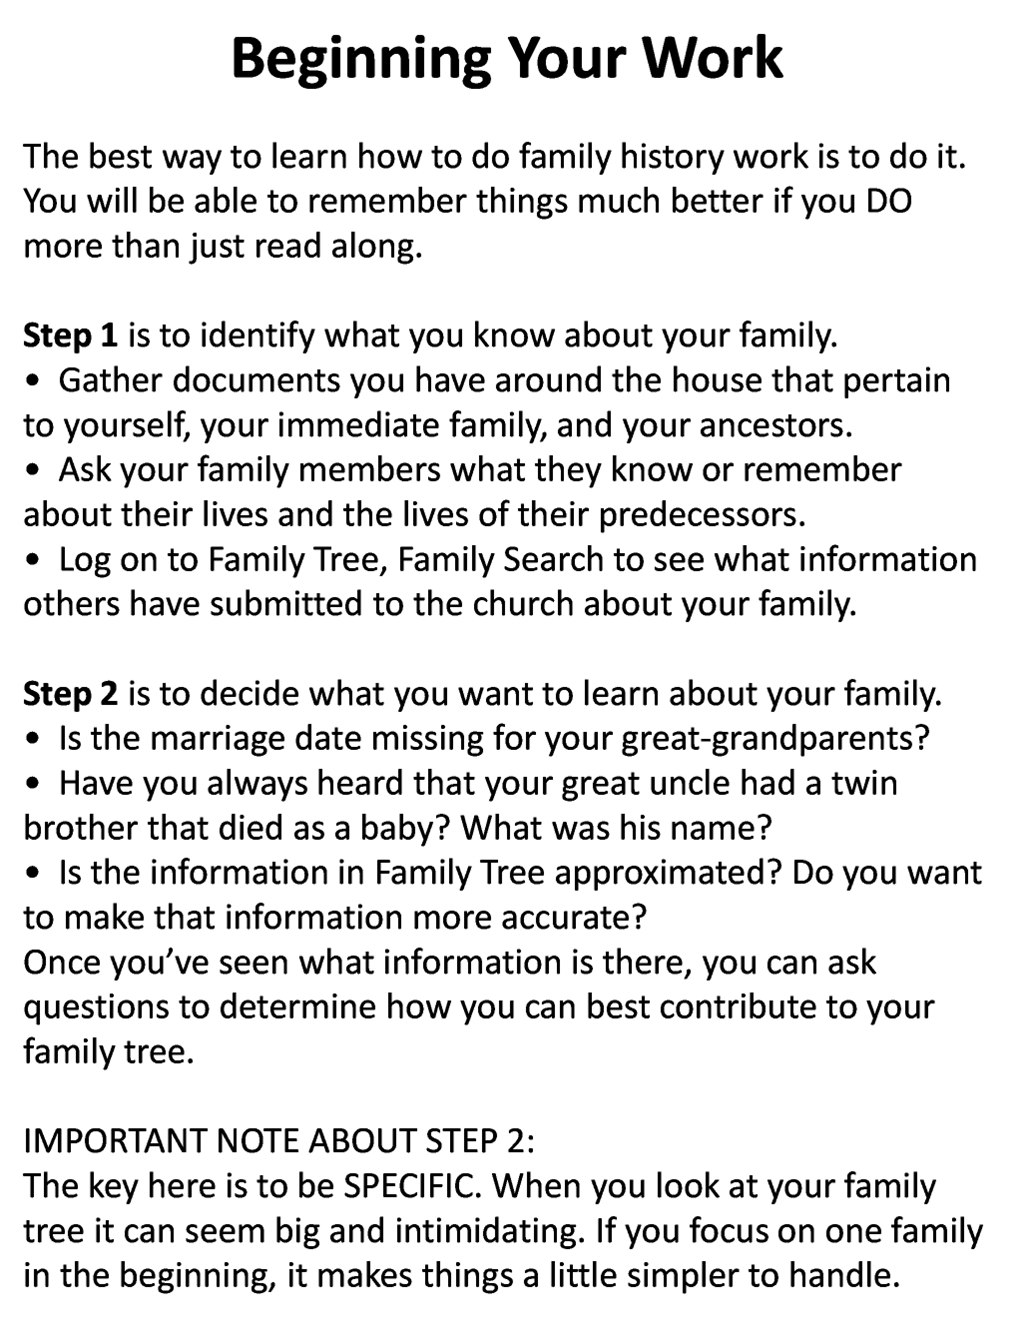 Beginning Your Work
The best way to learn how to do family history work is to do it.
You will be able to remember things much better if you DO
more than just read along.
Step 1 is to identify what you know about your family.
• Gather documents you have around the house that pertain
to yourself, your immediate family, and your ancestors.
• Ask your family members what they know or remember
about their lives and the lives of their predecessors.
• Log on to Family Tree, Family Search to see what information
others have submitted to the church about your family.
Step 2 is to decide what you want to learn about your family.
• Is the marriage date missing for your great-grandparents?
• Have you always heard that your great uncle had a twin
brother that died as a baby? What was his name?
• Is the information in Family Tree approximated? Do you want
to make that information more accurate?
Once you’ve seen what information is there, you can ask
questions to determine how you can best contribute to your
family tree.
IMPORTANT NOTE ABOUT STEP 2:
The key here is to be SPECIFIC. When you look at your family
tree it can seem big and intimidating. If you focus on one family
in the beginning, it makes things a little simpler to handle.